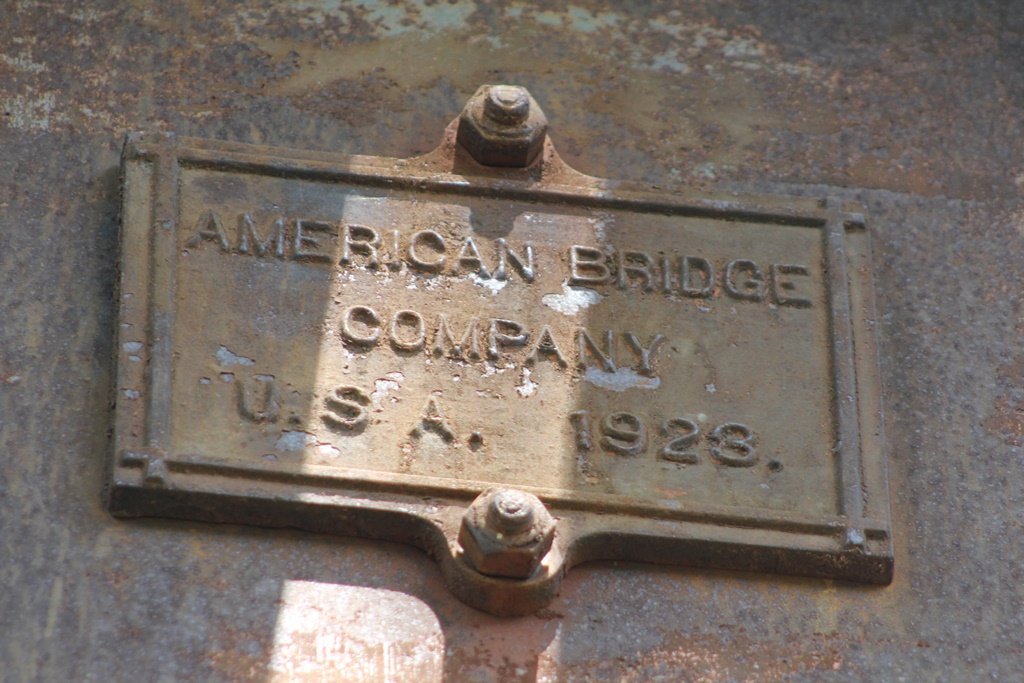 AMERICAN BRIDGE
COMPANY
U.S.A. 1923.